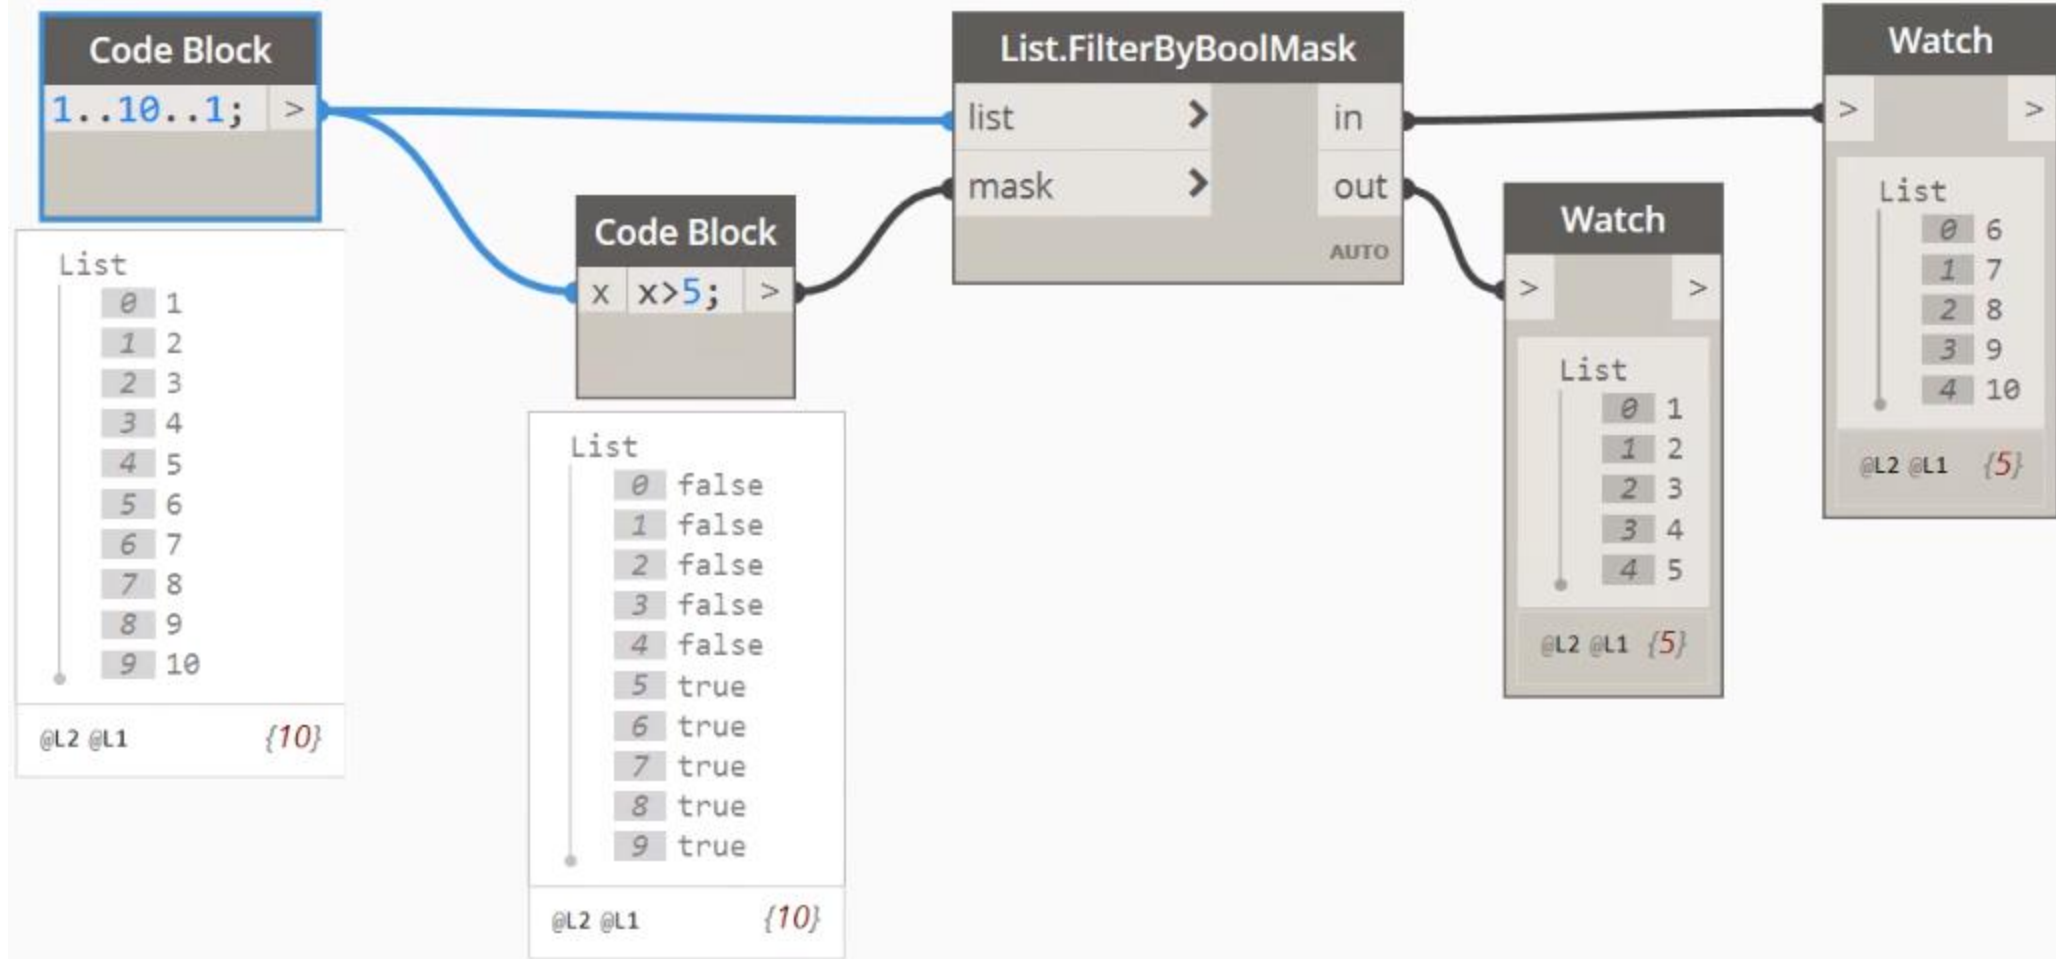 Code Block
1..10..1; >
List
0 1
1 2
2 3
3 4
4 5
5 6
6 7
7 8
8 9
9 10
@L2 @L1 {10}
Code Block
x x>5; >
List
0 false
1 false
2 false
3 false
4 false
5 true
6 true
7 true
8 true
9 true
@L2 @L1 {10}
List.FilterByBoolMask
list > in
mask > out
AUTO
Watch
> >
List
0 1
1 2
2 3
3 4
4 5
@L2 @L1 {5}
Watch
> >
List
0 6
1 7
2 8
3 9
4 10
@L2 @L1 {5}